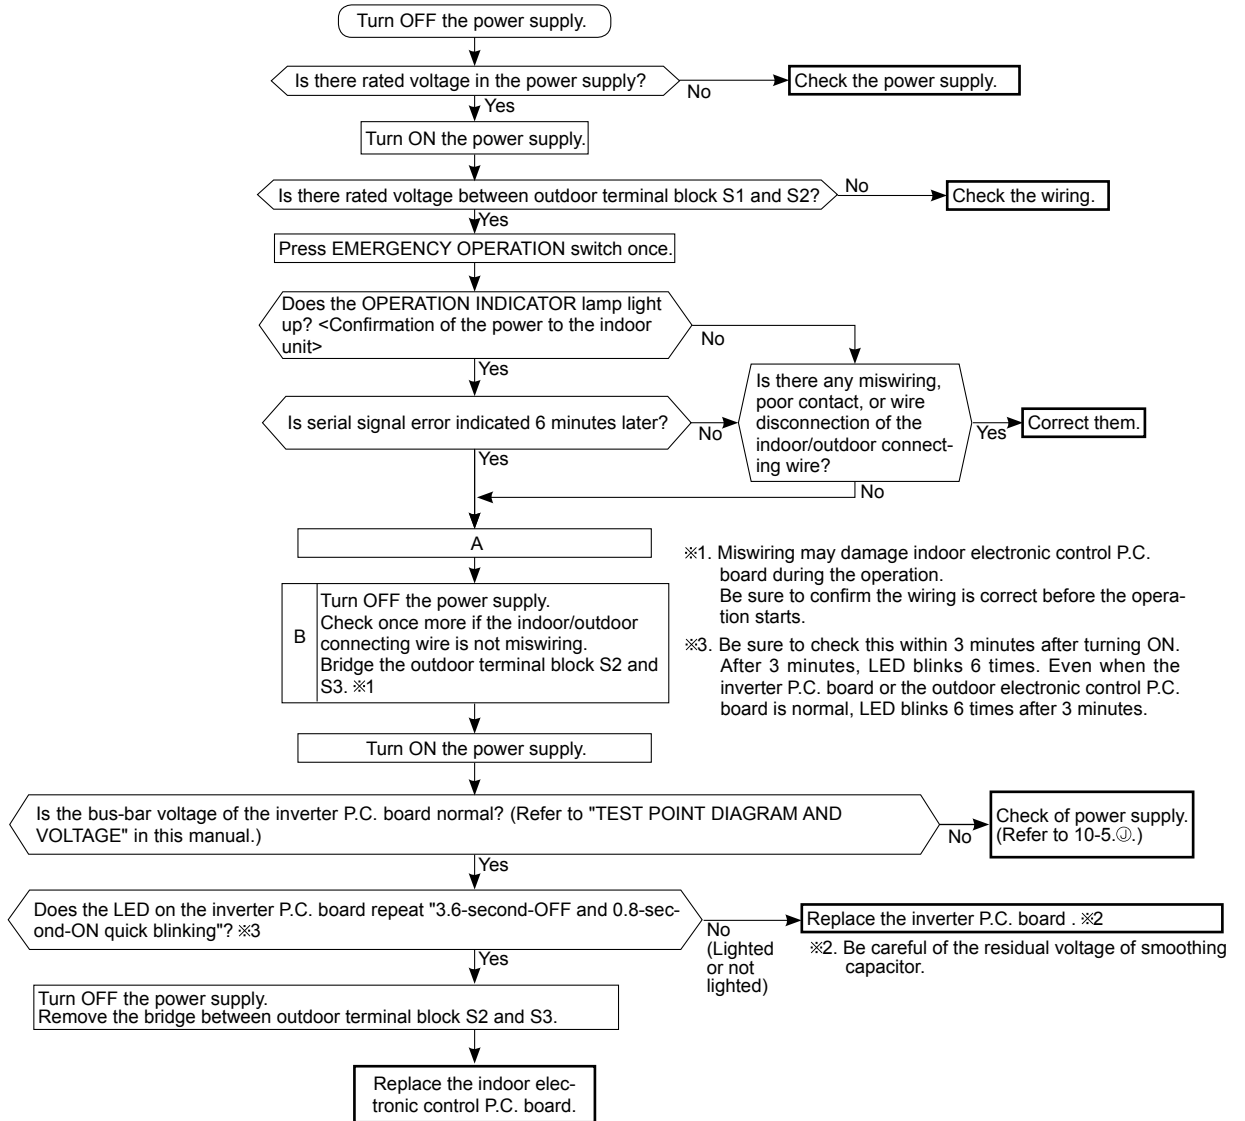 Turn OFF the power supply.
Is there rated voltage in the power supply?
No
Check the power supply.
Yes
Turn ON the power supply.
Is there rated voltage between outdoor terminal block S1 and S2?
No
Check the wiring.
Yes
Press EMERGENCY OPERATION switch once.
Does the OPERATION INDICATOR lamp light
up? <Confirmation of the power to the indoor
unit>
No
Yes
Is there any miswiring,
poor contact, or wire
disconnection of the
indoor/outdoor connect-
ing wire?
Yes
Correct them.
Is serial signal error indicated 6 minutes later?
No
Yes
No
A
B
Turn OFF the power supply.
Check once more if the indoor/outdoor
connecting wire is not miswiring.
Bridge the outdoor terminal block S2 and
S3. ※1
※1. Miswiring may damage indoor electronic control P.C.
board during the operation.
Be sure to confirm the wiring is correct before the opera-
tion starts.
※3. Be sure to check this within 3 minutes after turning ON.
After 3 minutes, LED blinks 6 times. Even when the
inverter P.C. board or the outdoor electronic control P.C.
board is normal, LED blinks 6 times after 3 minutes.
Turn ON the power supply.
Is the bus-bar voltage of the inverter P.C. board normal? (Refer to "TEST POINT DIAGRAM AND
VOLTAGE" in this manual.)
No
Check of power supply.
(Refer to 10-5.Ⓙ.)
Yes
Does the LED on the inverter P.C. board repeat "3.6-second-OFF and 0.8-sec-
ond-ON quick blinking"? ※3
No
(Lighted
or not
lighted)
Replace the inverter P.C. board . ※2
※2. Be careful of the residual voltage of smoothing
capacitor.
Yes
Turn OFF the power supply.
Remove the bridge between outdoor terminal block S2 and S3.
Replace the indoor elec-
tronic control P.C. board.